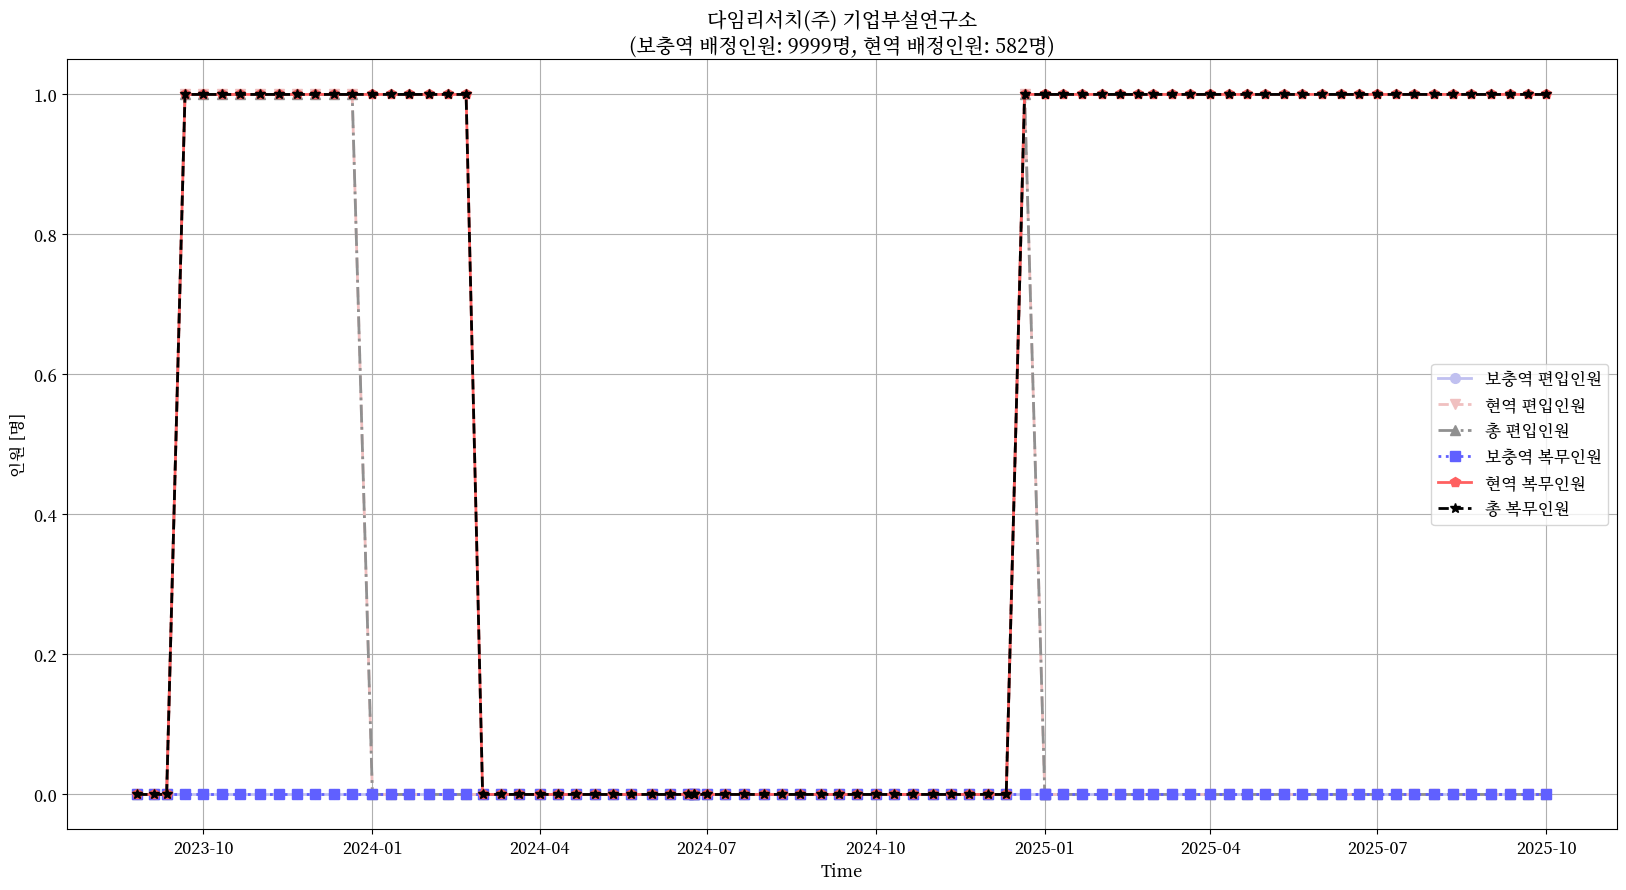 다임리서치(주) 기업부설연구소
(보충역 배정인원: 9999명, 현역 배정인원: 582명)
1.0
0.8
0.6
0.4
0.2
0.0
인원 [명]
보충역 편입인원
현역 편입인원
총 편입인원
보충역 복무인원
현역 복무인원
총 복무인원
2023-10 2024-01 2024-04 2024-07 2024-10 2025-01 2025-04 2025-07 2025-10
Time